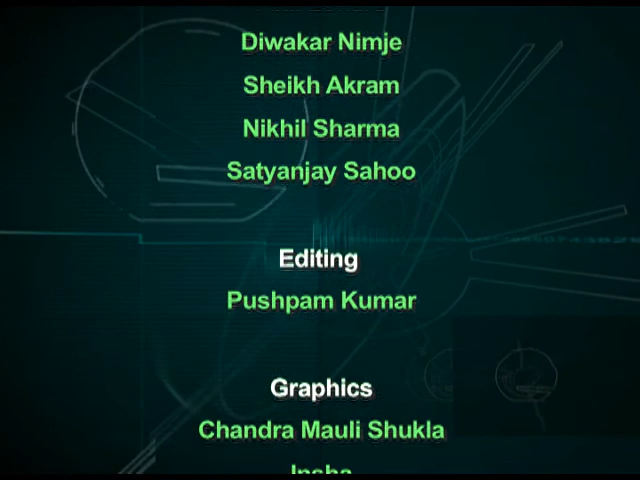 Diwakar Nimje
Sheikh Akram
Nikhil Sharma
Satyanjay Sahoo
Editing
Pushpam Kumar
Graphics
Chandra Mauli Shukla